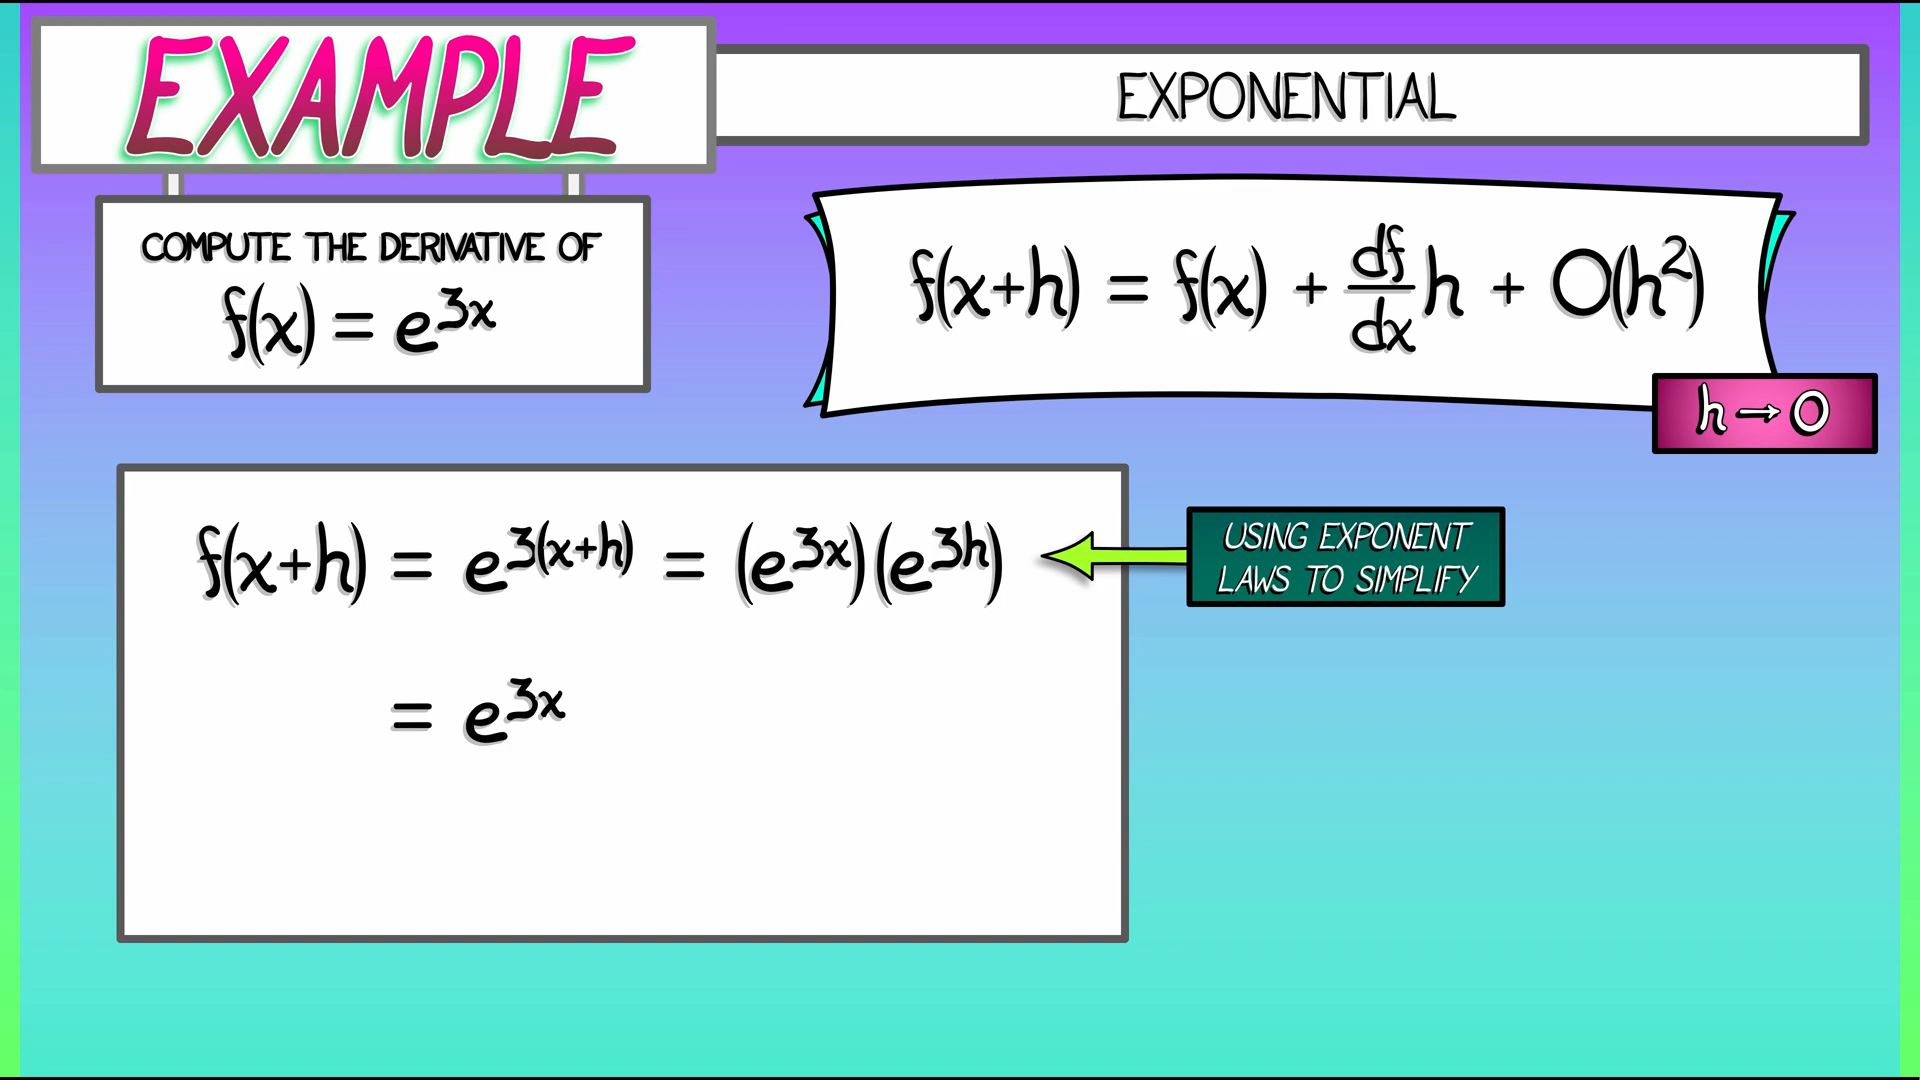 EXAMPLE
EXPONENTIAL
COMPUTE THE DERIVATIVE OF
f(x) = e^{3x}
f(x+h) = f(x) + \frac{df}{dx}h + O(h^2)
h→0
f(x+h) = e^{3(x+h)} = (e^{3x})(e^{3h})
USING EXPONENT
LAWS TO SIMPLIFY
= e^{3x}